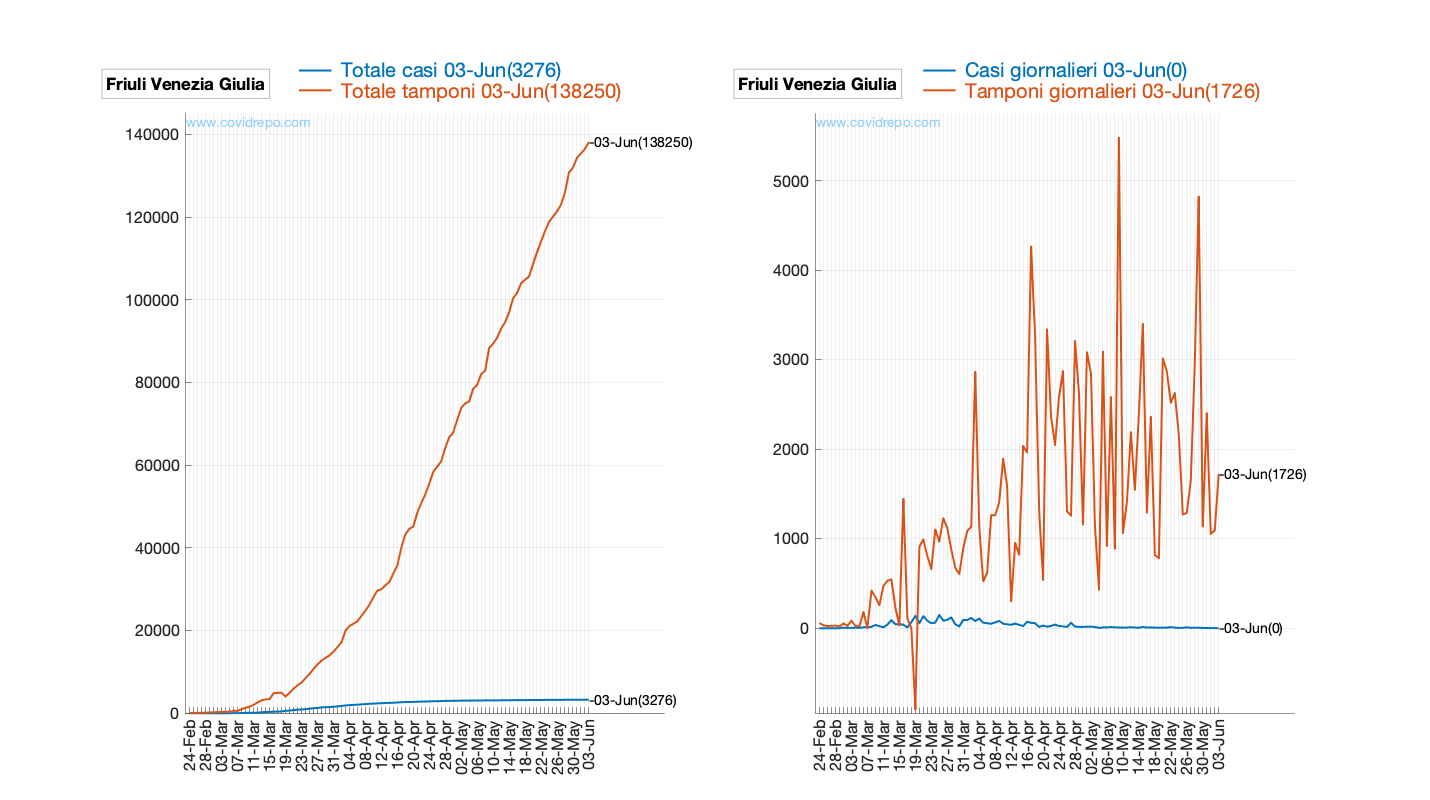 Friuli Venezia Giulia
Totale casi 03-Jun(3276)
Totale tamponi 03-Jun(138250)
www.covidrepo.com
140000
120000
100000
80000
60000
40000
20000
0
-03-Jun(138250)
-03-Jun(3276)
24-Feb
28-Feb
03-Mar
07-Mar
11-Mar
15-Mar
19-Mar
23-Mar
27-Mar
31-Mar
04-Apr
08-Apr
12-Apr
16-Apr
20-Apr
24-Apr
28-Apr
02-May
06-May
10-May
14-May
18-May
22-May
26-May
30-May
03-Jun
Friuli Venezia Giulia
Casi giornalieri 03-Jun(0)
Tamponi giornalieri 03-Jun(1726)
www.covidrepo.com
5000
4000
3000
2000
1000
0
-03-Jun(1726)
-03-Jun(0)
24-Feb
28-Feb
03-Mar
07-Mar
11-Mar
15-Mar
19-Mar
23-Mar
27-Mar
31-Mar
04-Apr
08-Apr
12-Apr
16-Apr
20-Apr
24-Apr
28-Apr
02-May
06-May
10-May
14-May
18-May
22-May
26-May
30-May
03-Jun